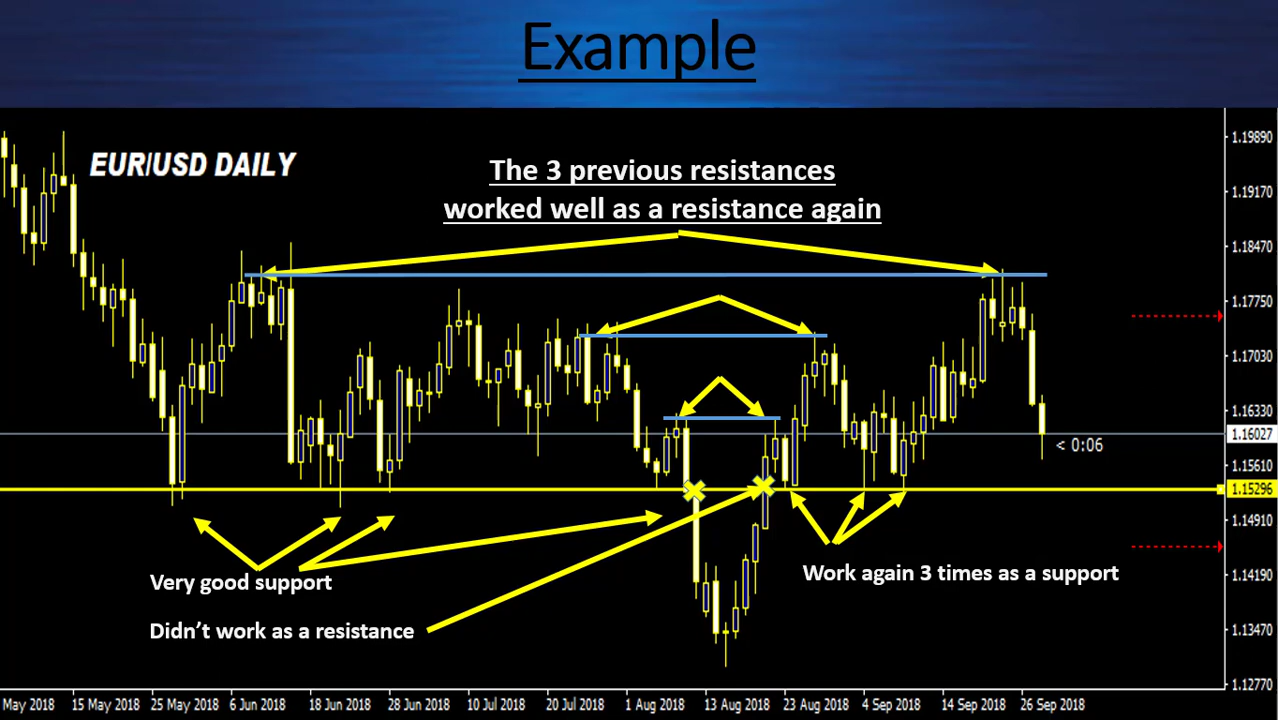 Example
EUR/USD DAILY
The 3 previous resistances
worked well as a resistance again
1.19890
1.19170
1.18470
1.17750
1.17030
1.16330
1.16027
< 0:06
1.15610
1.15296
1.14910
1.14190
1.13470
1.12770
Very good support
Didn’t work as a resistance
Work again 3 times as a support
May 2018 15 May 2018 25 May 2018 6 Jun 2018 18 Jun 2018 28 Jun 2018 10 Jul 2018 20 Jul 2018 1 Aug 2018 13 Aug 2018 23 Aug 2018 4 Sep 2018 14 Sep 2018 26 Sep 2018